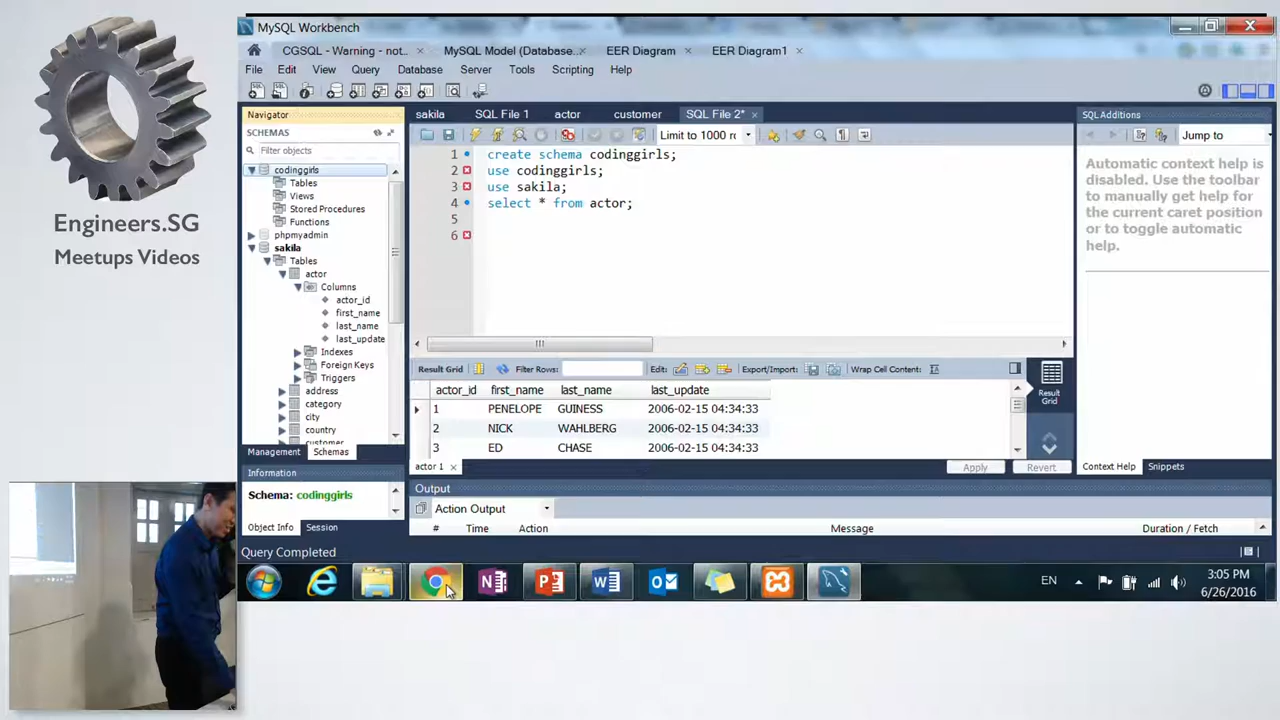 Engineers.SG
Meetups Videos
MySQL Workbench
CGSQL - Warning - not... ×
MySQL Model (Database... ×
EER Diagram ×
EER Diagram1 ×
File Edit View Query Database Server Tools Scripting Help
Navigator
SCHEMAS
Filter objects
codinggirls
Tables
Views
Stored Procedures
Functions
phpmyadmin
sakila
Tables
actor
Columns
actor_id
first_name
last_name
last_update
Indexes
Foreign Keys
Triggers
address
category
city
country
customer
Management Schemas
Information
Schema: codinggirls
Object Info Session
Query Completed
sakila SQL File 1 actor customer SQL File 2* ×
Limit to 1000 ro
1 create schema codinggirls;
2 use codinggirls;
3 use sakila;
4 select * from actor;
5
6
Result Grid Filter Rows: Edit: Export/Import: Wrap Cell Content:
actor_id first_name last_name last_update
1 PENELOPE GUINESS 2006-02-15 04:34:33
2 NICK WAHLBERG 2006-02-15 04:34:33
3 ED CHASE 2006-02-15 04:34:33
Result
Grid
actor 1 ×
Apply Revert
Output
Action Output
# Time Action Message Duration / Fetch
SQL Additions
Jump to
Automatic context help is
disabled. Use the toolbar
to manually get help for
the current caret position
or to toggle automatic
help.
Context Help Snippets
EN
3:05 PM
6/26/2016